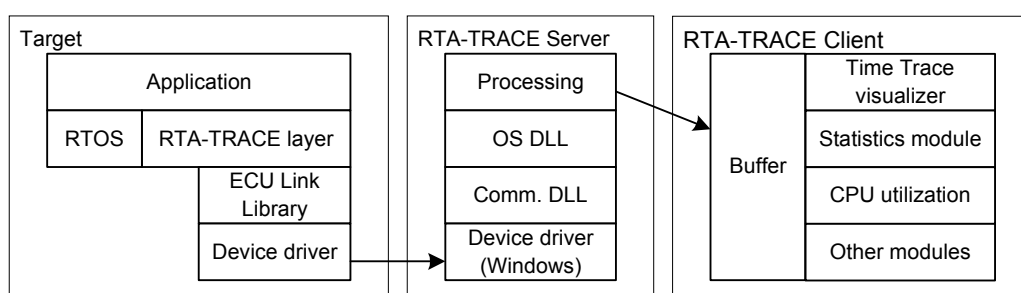 Target
Application
RTOS
RTA-TRACE layer
ECU Link
Library
Device driver
RTA-TRACE Server
Processing
OS DLL
Comm. DLL
Device driver
(Windows)
RTA-TRACE Client
Buffer
Time Trace
visualizer
Statistics module
CPU utilization
Other modules